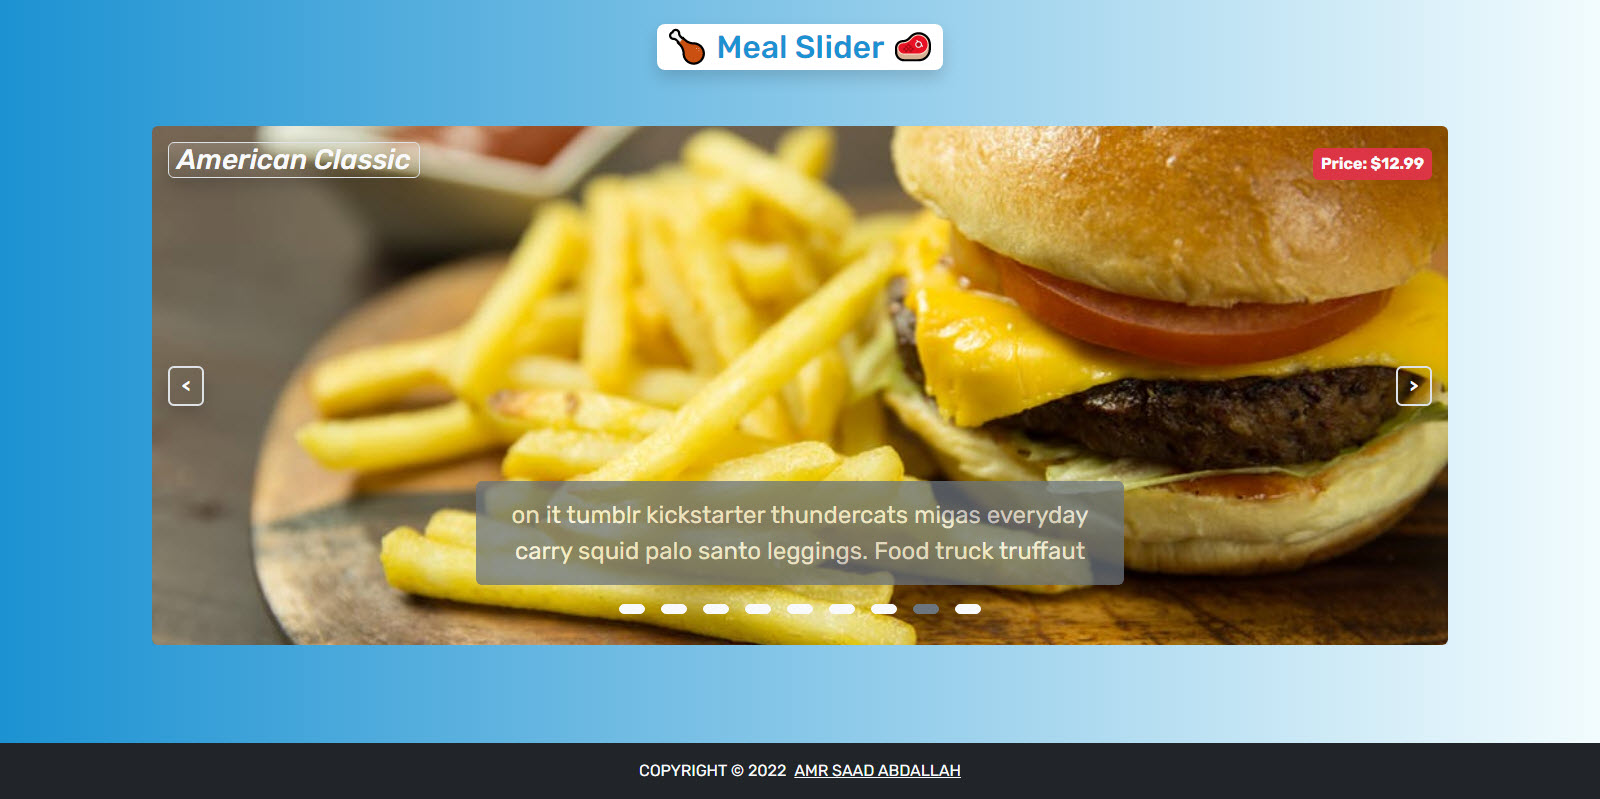 Meal Slider
American Classic
Price: $12.99
<
>
on it tumblr kickstarter thundercats migas everyday
carry squid palo santo leggings. Food truck truffaut
COPYRIGHT © 2022 AMR SAAD ABDALLAH